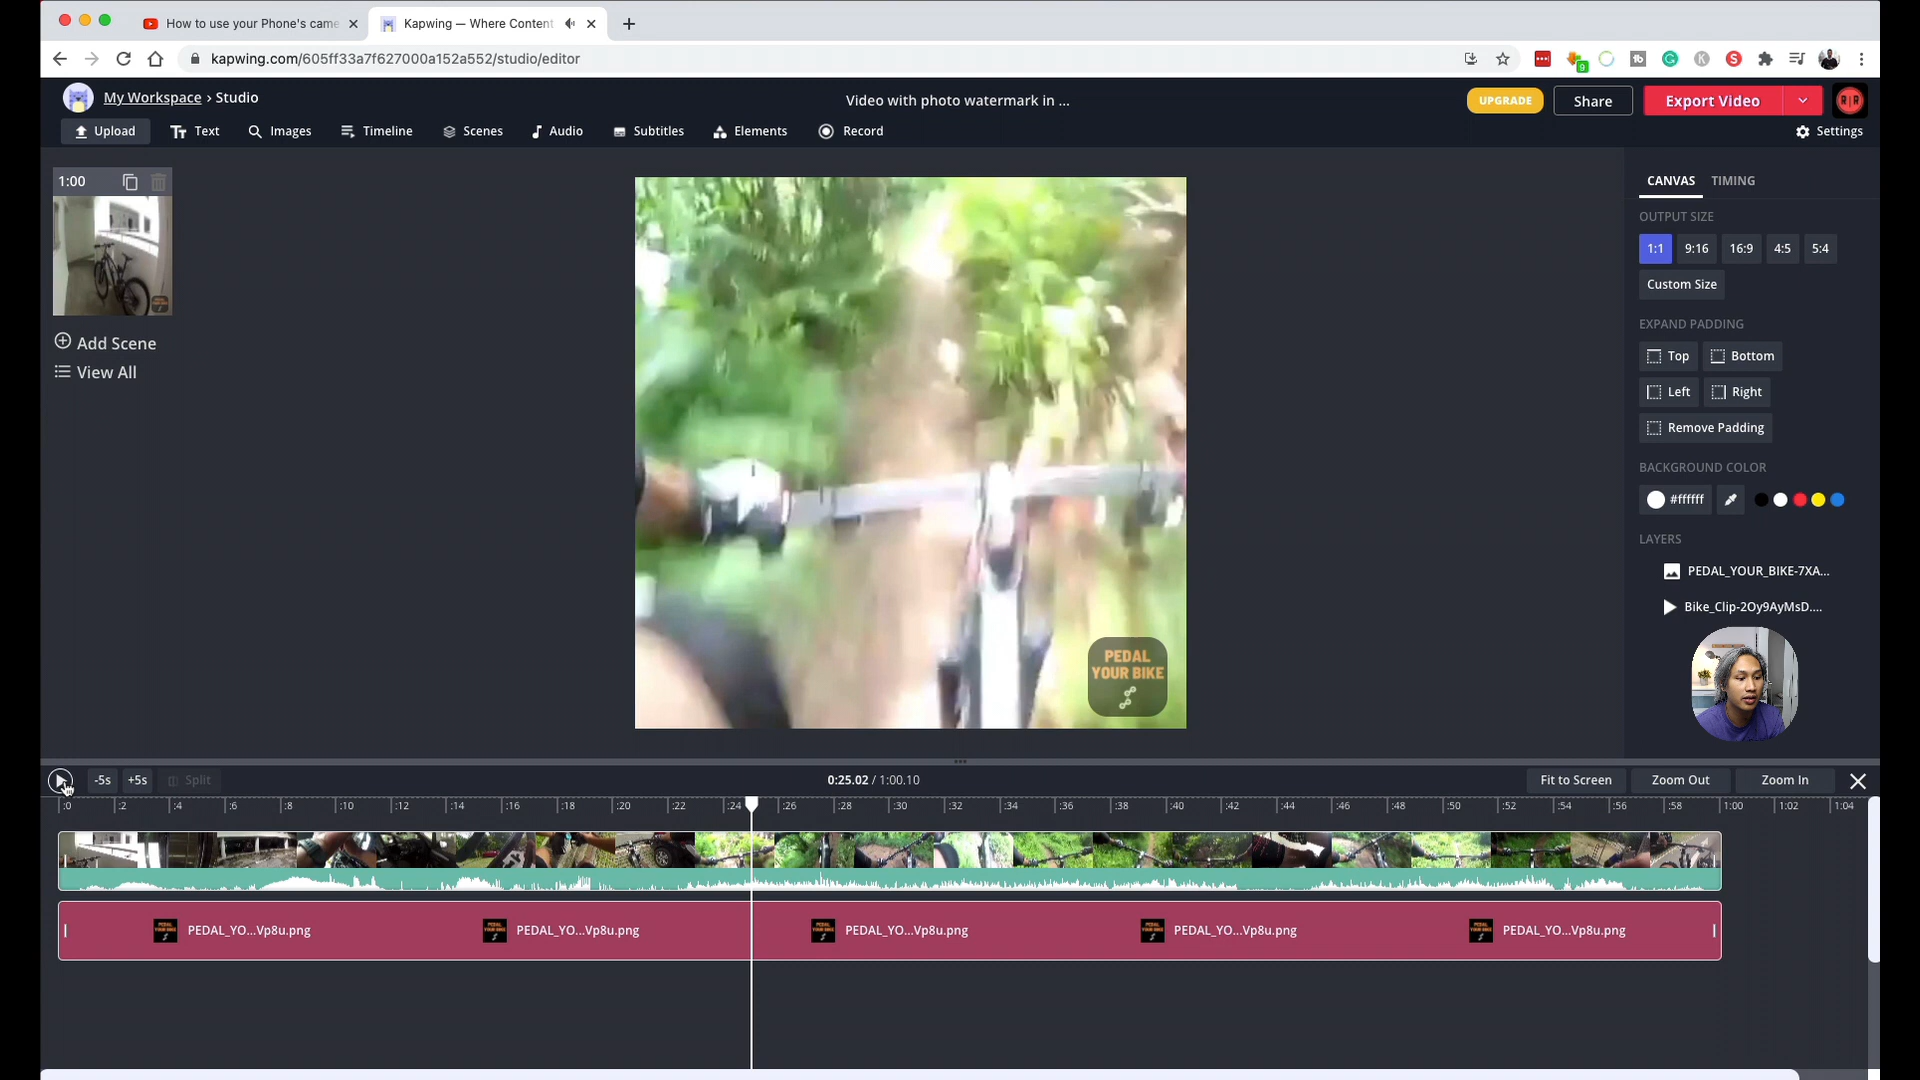 How to use your Phone's came
Kapwing — Where Content
kapwing.com/605ff33a7f627000a152a552/studio/editor
9
tb
K
S
My Workspace › Studio
Video with photo watermark in ...
UPGRADE
Share
Export Video
R|R
Upload
Text
Images
Timeline
Scenes
Audio
Subtitles
Elements
Record
Settings
1:00
Add Scene
View All
PEDAL
YOUR BIKE
CANVAS
TIMING
OUTPUT SIZE
1:1
9:16
16:9
4:5
5:4
Custom Size
EXPAND PADDING
Top
Bottom
Left
Right
Remove Padding
BACKGROUND COLOR
#ffffff
LAYERS
PEDAL_YOUR_BIKE-7XA...
Bike_Clip-2Oy9AyMsD....
-5s
+5s
Split
0:25.02 / 1:00.10
Fit to Screen
Zoom Out
Zoom In
:0 :2 :4 :6 :8 :10 :12 :14 :16 :18 :20 :22 :24 :26 :28 :30 :32 :34 :36 :38 :40 :42 :44 :46 :48 :50 :52 :54 :56 :58 1:00 1:02 1:04
PEDAL_YO...Vp8u.png
PEDAL_YO...Vp8u.png
PEDAL_YO...Vp8u.png
PEDAL_YO...Vp8u.png
PEDAL_YO...Vp8u.png